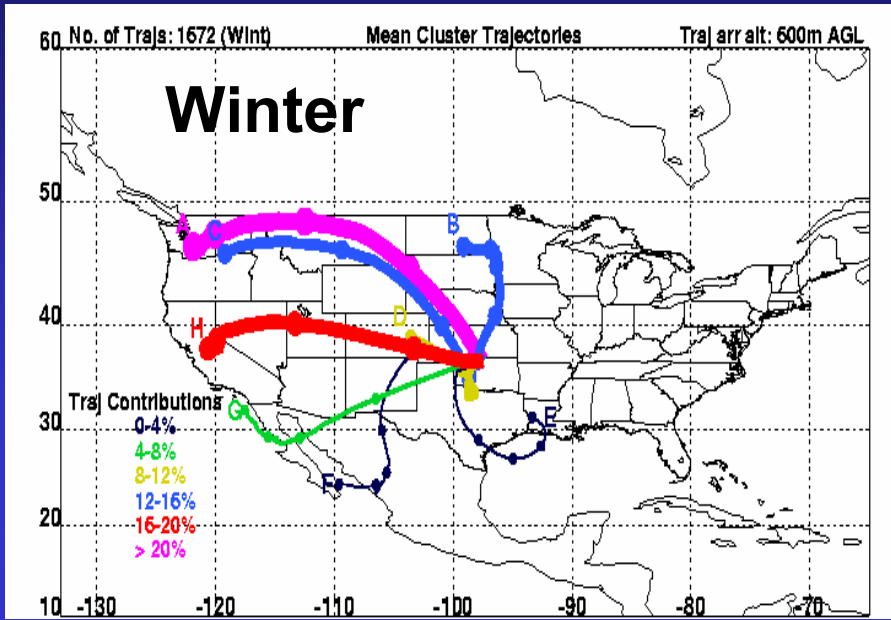 No. of Trajs: 1672 (Wint) Mean Cluster Trajectories Traj arr alt: 500m AGL
60
Winter
50
A
C
B
40
H
D
Traj Contributions
G
0-4%
E
30
4-8%
8-12%
F
12-16%
20
16-20%
> 20%
10 -130 -120 -110 -100 -90 -80 -70